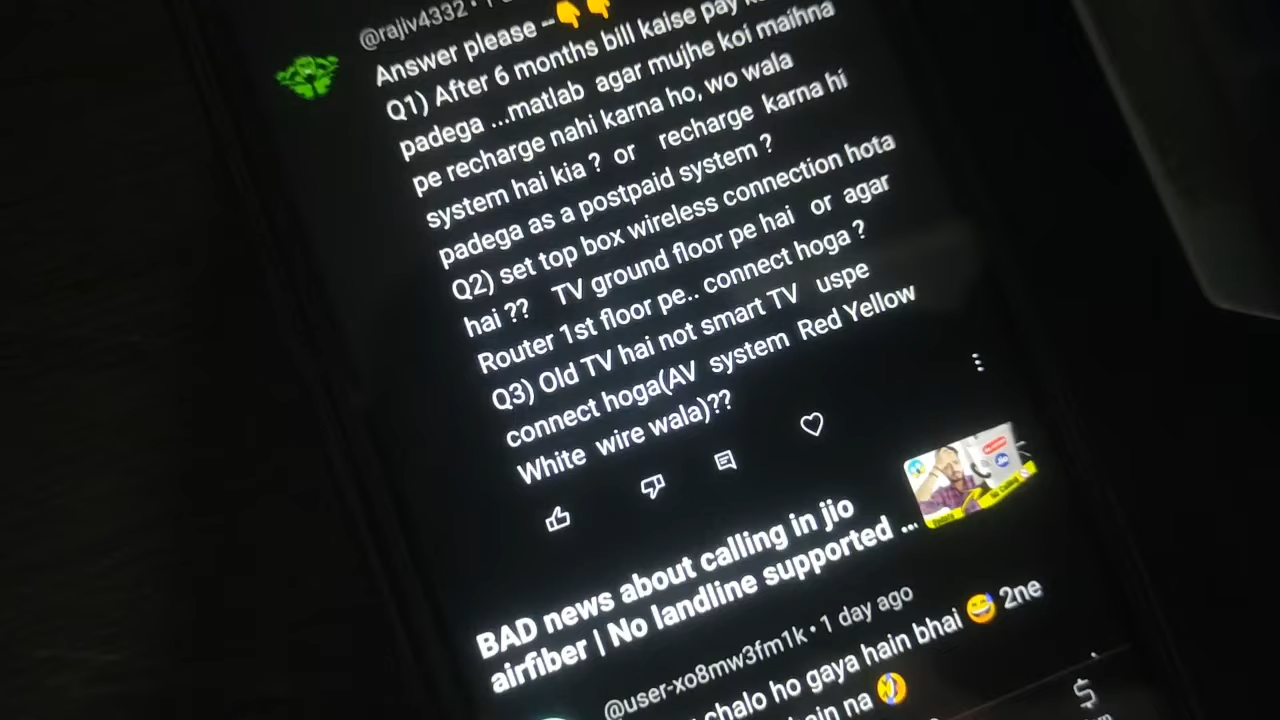 @rajiv4332 •
Answer please –👇👇
Q1) After 6 months bill kaise pay
padega ...matlab agar mujhe koi maihna
pe recharge nahi karna ho, wo wala
system hai kia ? or recharge karna hi
padega as a postpaid system ?
Q2) set top box wireless connection hota
hai ?? TV ground floor pe hai or agar
Router 1st floor pe.. connect hoga ?
Q3) Old TV hai not smart TV uspe
connect hoga(AV system Red Yellow
White wire wala)??
BAD news about calling in jio
airfiber | No landline supported ...
@user-xo8mw3fm1k • 1 day ago
chalo ho gaya hain bhai 😅 2ne
na 🤣